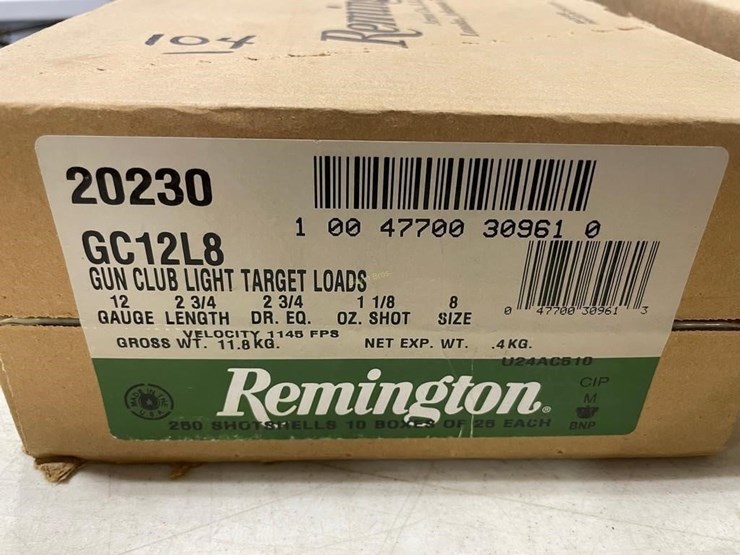 104
Remington
20230
1 00 47700 30961 0
GC12L8
GUN CLUB LIGHT TARGET LOADS
12 2 3/4 2 3/4 1 1/8 8
GAUGE LENGTH DR. EQ. OZ. SHOT SIZE
0 47700 30961 3
VELOCITY 1145 FPS
GROSS WT. 11.8 KG. NET EXP. WT. .4 KG.
U24AC510
Remington®
CIP
M
BNP
MADE IN THE U.S.A.
250 SHOTSHELLS 10 BOXES OF 25 EACH